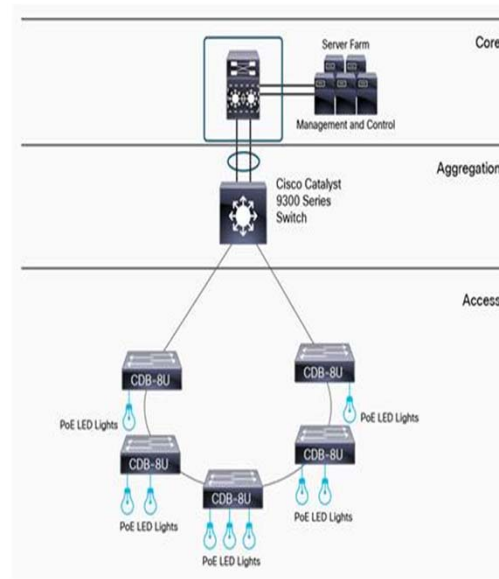 Core
Server Farm
Management and Control
Aggregation
Cisco Catalyst
9300 Series
Switch
Access
CDB-8U
CDB-8U
PoE LED Lights
PoE LED Lights
CDB-8U
CDB-8U
CDB-8U
PoE LED Lights
PoE LED Lights
PoE LED Lights